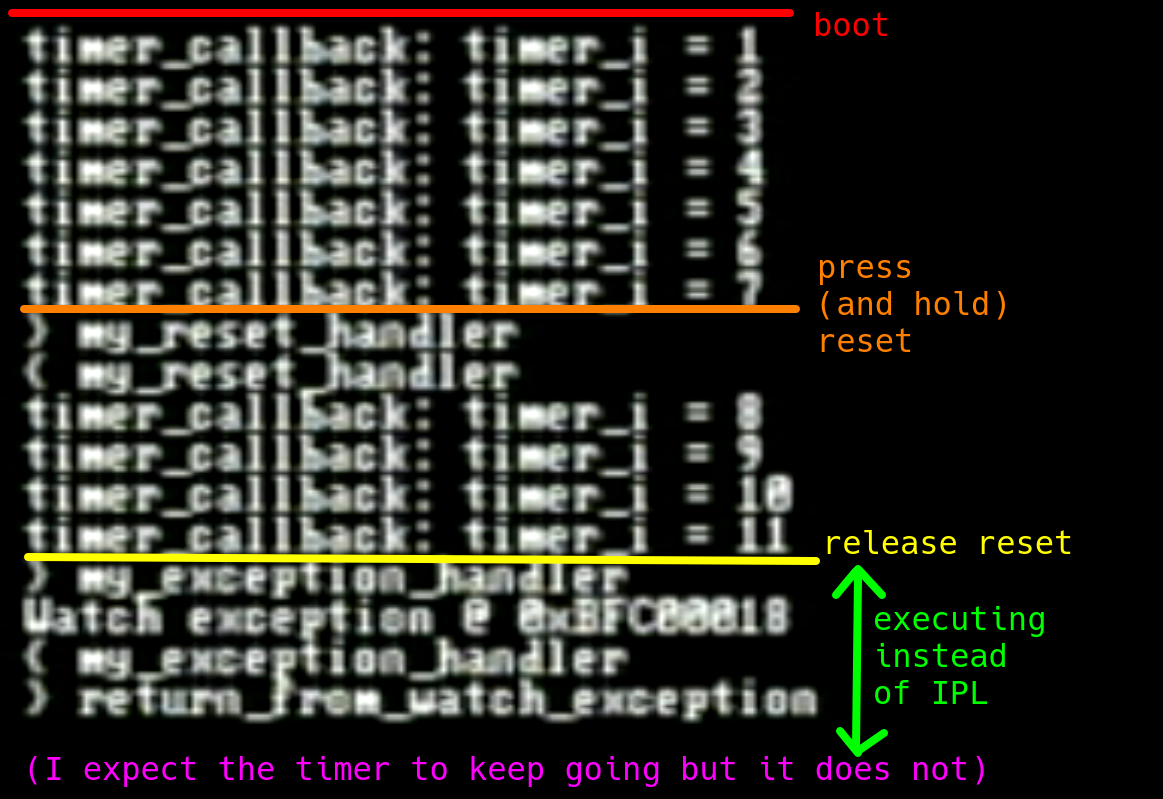 boot
timer_callback: timer_i = 1
timer_callback: timer_i = 2
timer_callback: timer_i = 3
timer_callback: timer_i = 4
timer_callback: timer_i = 5
timer_callback: timer_i = 6
timer_callback: timer_i = 7
press
(and hold)
reset
> my_reset_handler
< my_reset_handler
timer_callback: timer_i = 8
timer_callback: timer_i = 9
timer_callback: timer_i = 10
timer_callback: timer_i = 11
release reset
> my_exception_handler
Watch exception @ 0xBFC00018
< my_exception_handler
> return_from_watch_exception
executing
instead
of IPL
(I expect the timer to keep going but it does not)